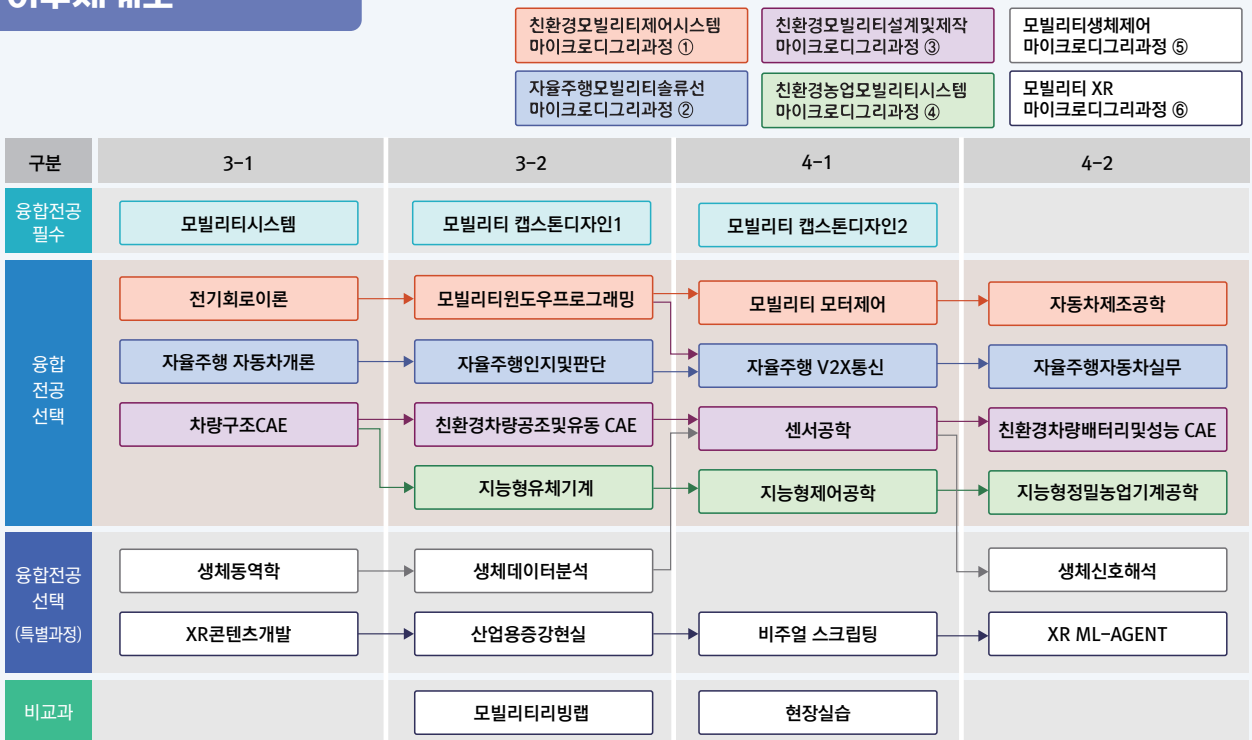 이수체계도
친환경모빌리티제어시스템
마이크로디그리과정 ①
친환경모빌리티설계및제작
마이크로디그리과정 ③
모빌리티생체제어
마이크로디그리과정 ⑤
자율주행모빌리티솔류션
마이크로디그리과정 ②
친환경농업모빌리티시스템
마이크로디그리과정 ④
모빌리티 XR
마이크로디그리과정 ⑥
구분
3-1
3-2
4-1
4-2
융합전공
필수
모빌리티시스템
모빌리티 캡스톤디자인1
모빌리티 캡스톤디자인2
융합
전공
선택
전기회로이론
모빌리티윈도우프로그래밍
모빌리티 모터제어
자동차제조공학
자율주행 자동차개론
자율주행인지및판단
자율주행 V2X통신
자율주행자동차실무
차량구조CAE
친환경차량공조및유동 CAE
센서공학
친환경차량배터리및성능 CAE
지능형유체기계
지능형제어공학
지능형정밀농업기계공학
융합전공
선택
(특별과정)
생체동역학
생체데이터분석
생체신호해석
XR콘텐츠개발
산업용증강현실
비주얼 스크립팅
XR ML-AGENT
비교과
모빌리티리빙랩
현장실습